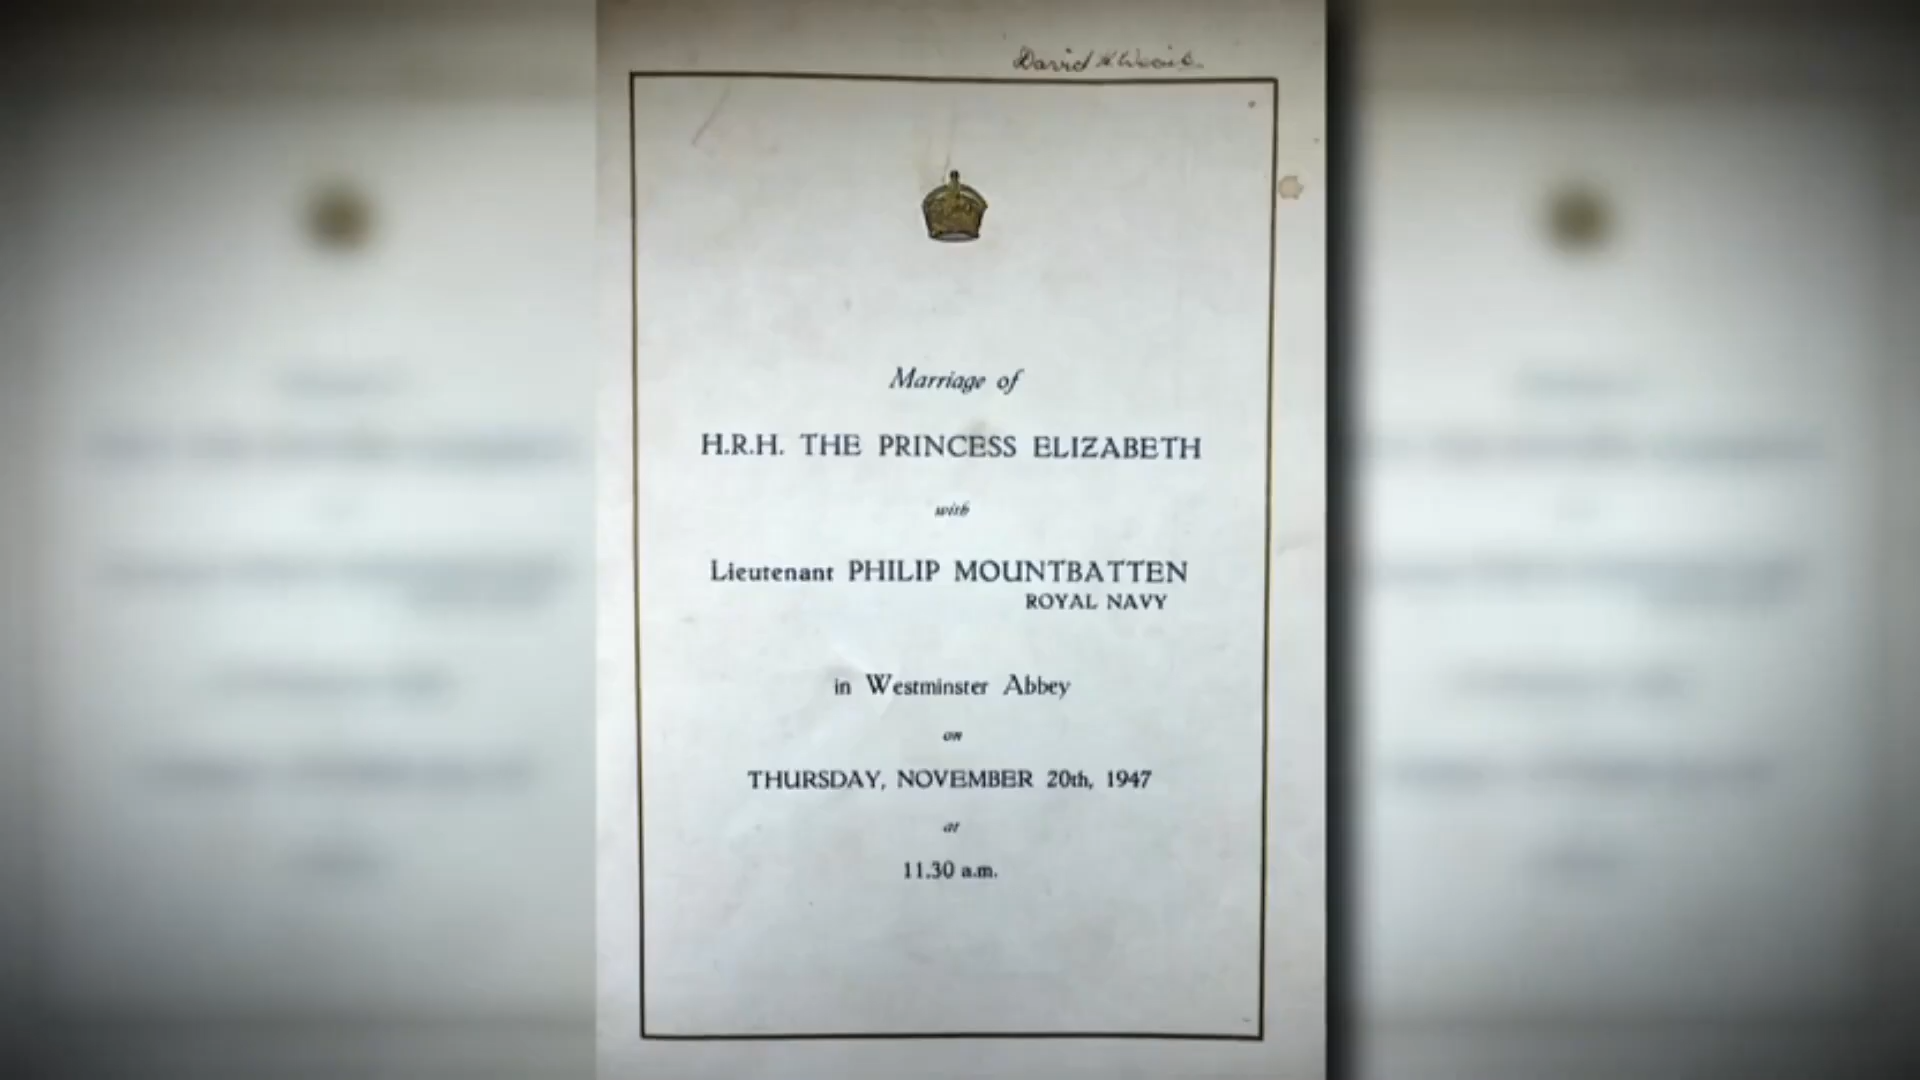 David H
Marriage of
H.R.H. THE PRINCESS ELIZABETH
with
Lieutenant PHILIP MOUNTBATTEN
ROYAL NAVY
in Westminster Abbey
on
THURSDAY, NOVEMBER 20th, 1947
at
11.30 a.m.